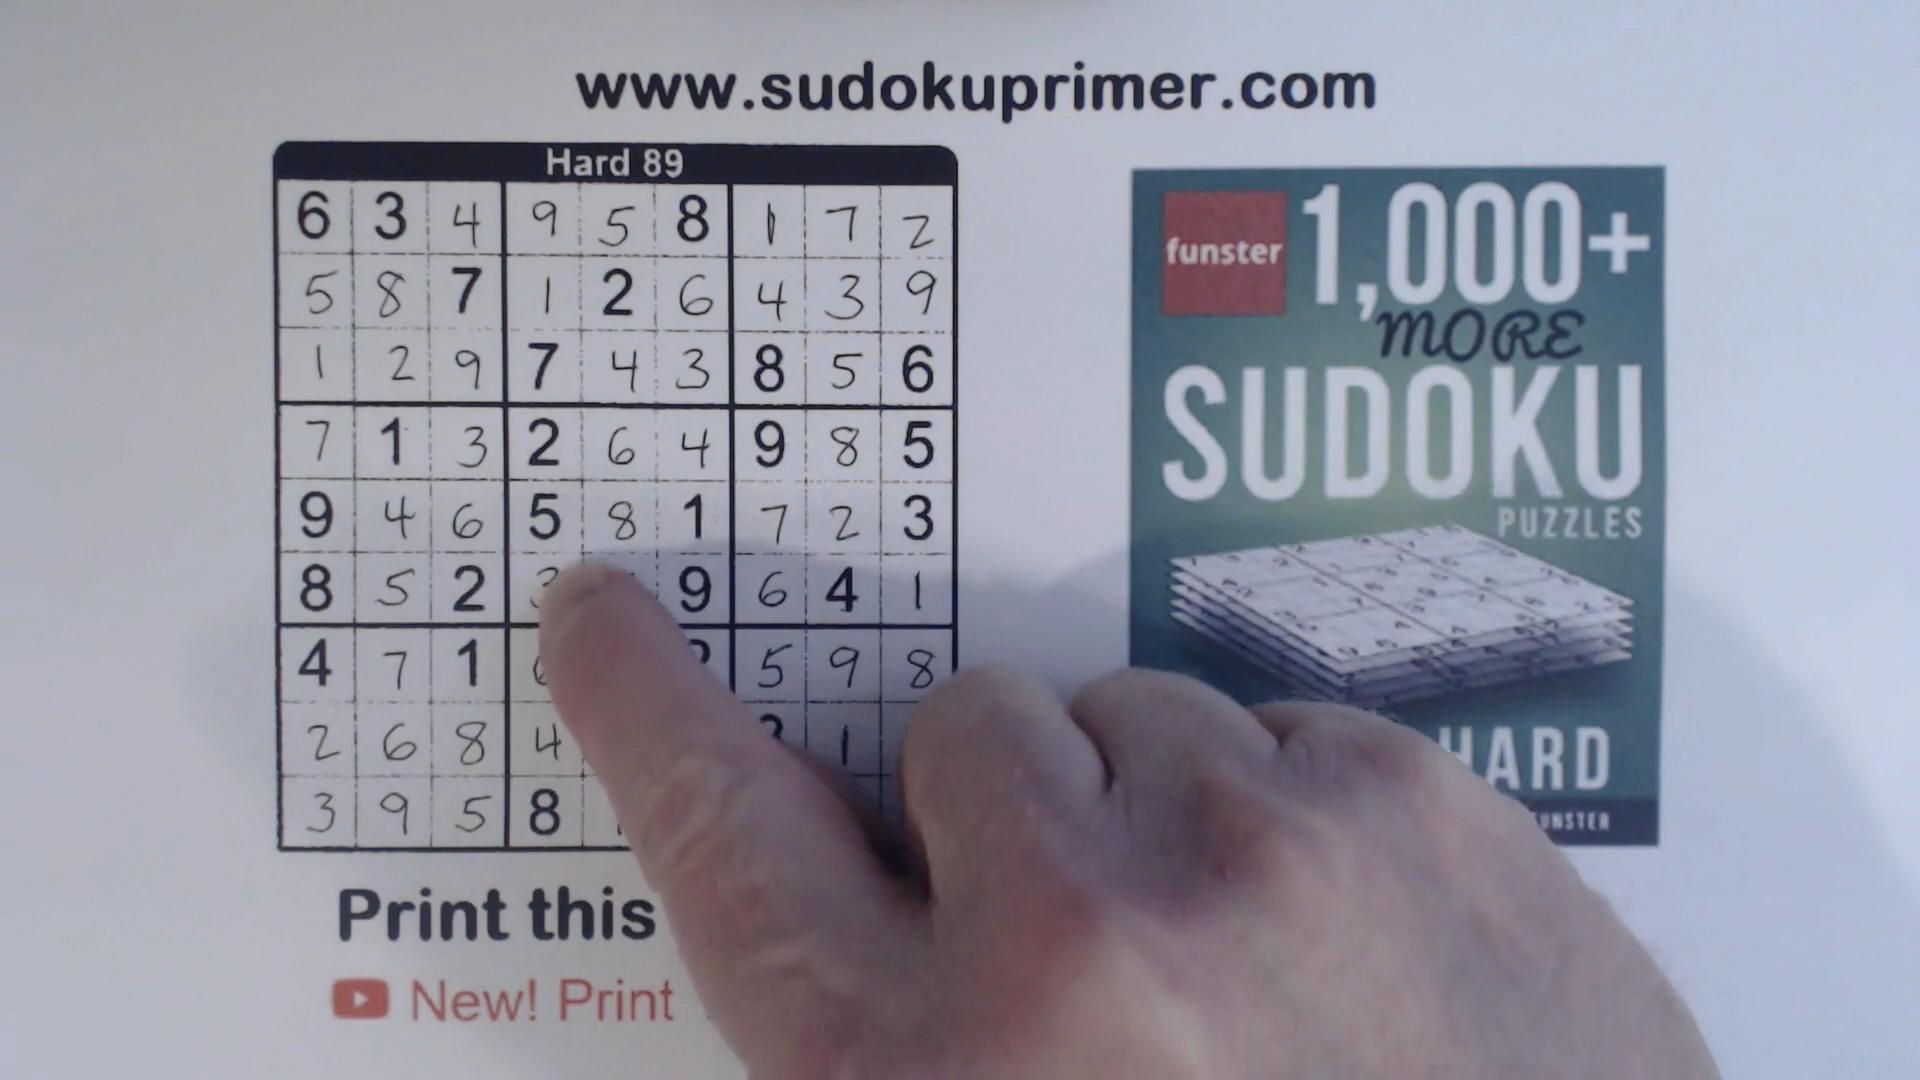 www.sudokuprimer.com
Hard 89
6 3 4 9 5 8 1 7 2
5 8 7 1 2 6 4 3 9
1 2 9 7 4 3 8 5 6
7 1 3 2 6 4 9 8 5
9 4 6 5 8 1 7 2 3
8 5 2 3 9 6 4 1
4 7 1 5 9 8
2 6 8 4 1
3 9 5 8
funster
1,000+
MORE
SUDOKU
PUZZLES
HARD
FUNSTER
Print this
New! Print